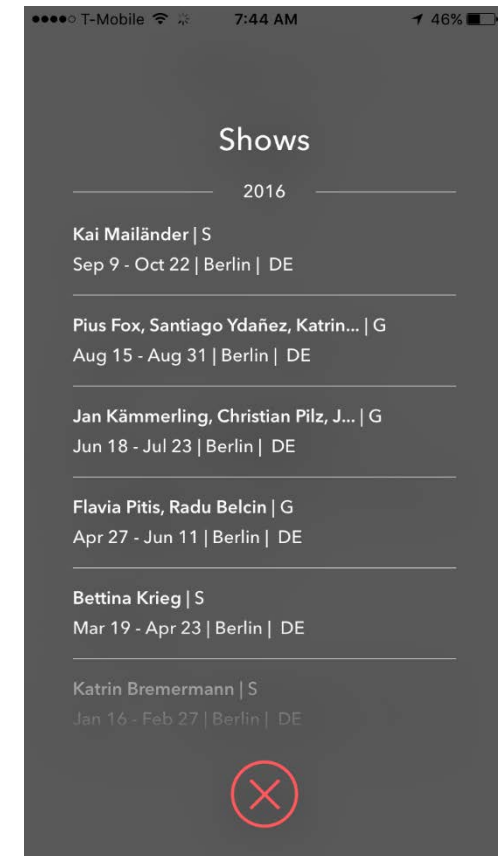 T-Mobile 7:44 AM 46%
Shows
2016
Kai Mailänder | S
Sep 9 - Oct 22 | Berlin | DE
Pius Fox, Santiago Ydañez, Katrin... | G
Aug 15 - Aug 31 | Berlin | DE
Jan Kämmerling, Christian Pilz, J... | G
Jun 18 - Jul 23 | Berlin | DE
Flavia Pitis, Radu Belcin | G
Apr 27 - Jun 11 | Berlin | DE
Bettina Krieg | S
Mar 19 - Apr 23 | Berlin | DE
Katrin Bremermann | S
Jan 16 - Feb 27 | Berlin | DE